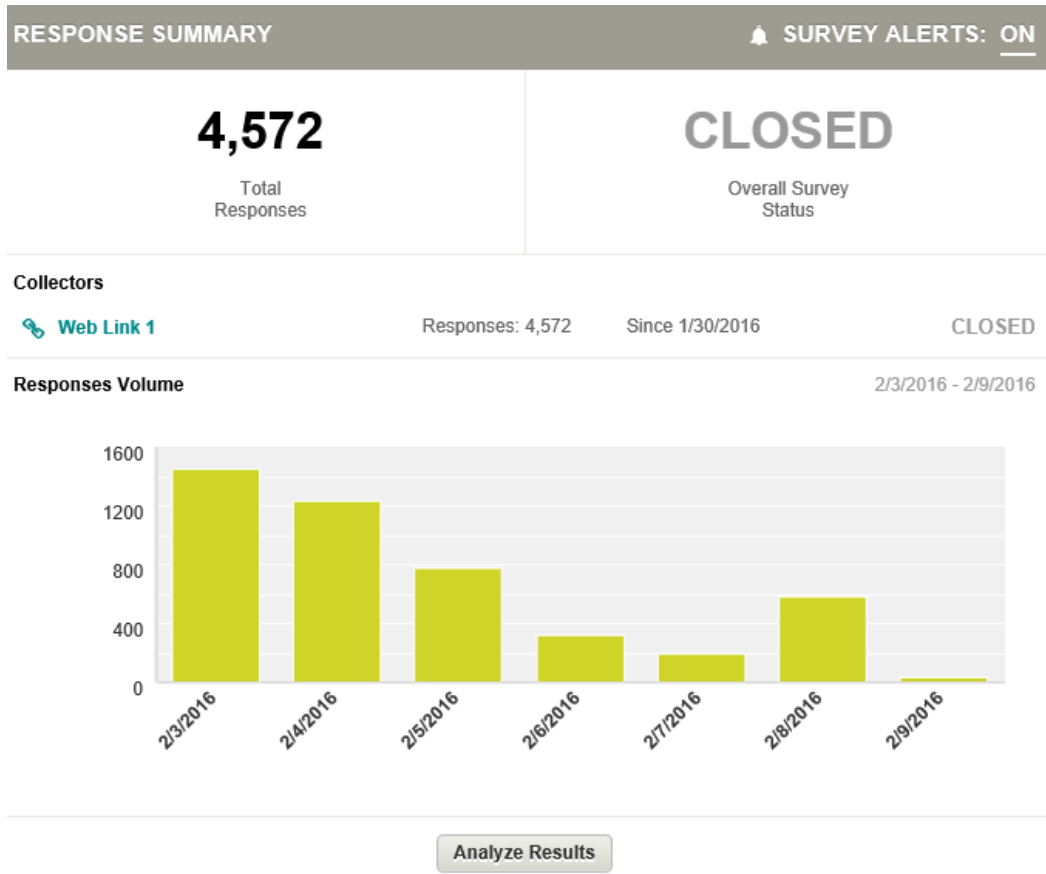 RESPONSE SUMMARY
SURVEY ALERTS: ON
4,572
Total
Responses
CLOSED
Overall Survey
Status
Collectors
Web Link 1 Responses: 4,572 Since 1/30/2016 CLOSED
Responses Volume 2/3/2016 - 2/9/2016
1600
1200
800
400
0
2/3/2016 2/4/2016 2/5/2016 2/6/2016 2/7/2016 2/8/2016 2/9/2016
Analyze Results